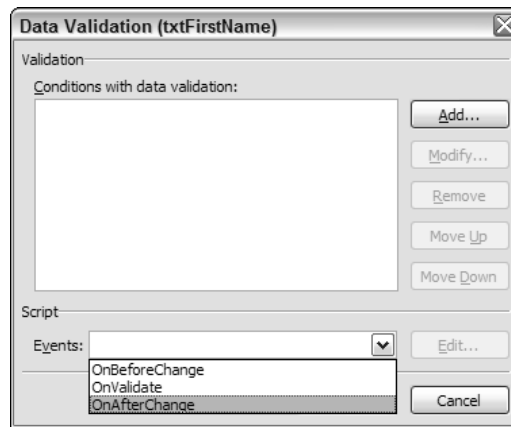 Data Validation (txtFirstName)
Validation
Conditions with data validation:
Add...
Modify...
Remove
Move Up
Move Down
Script
Events:
Edit...
OnBeforeChange
OnValidate
OnAfterChange
Cancel